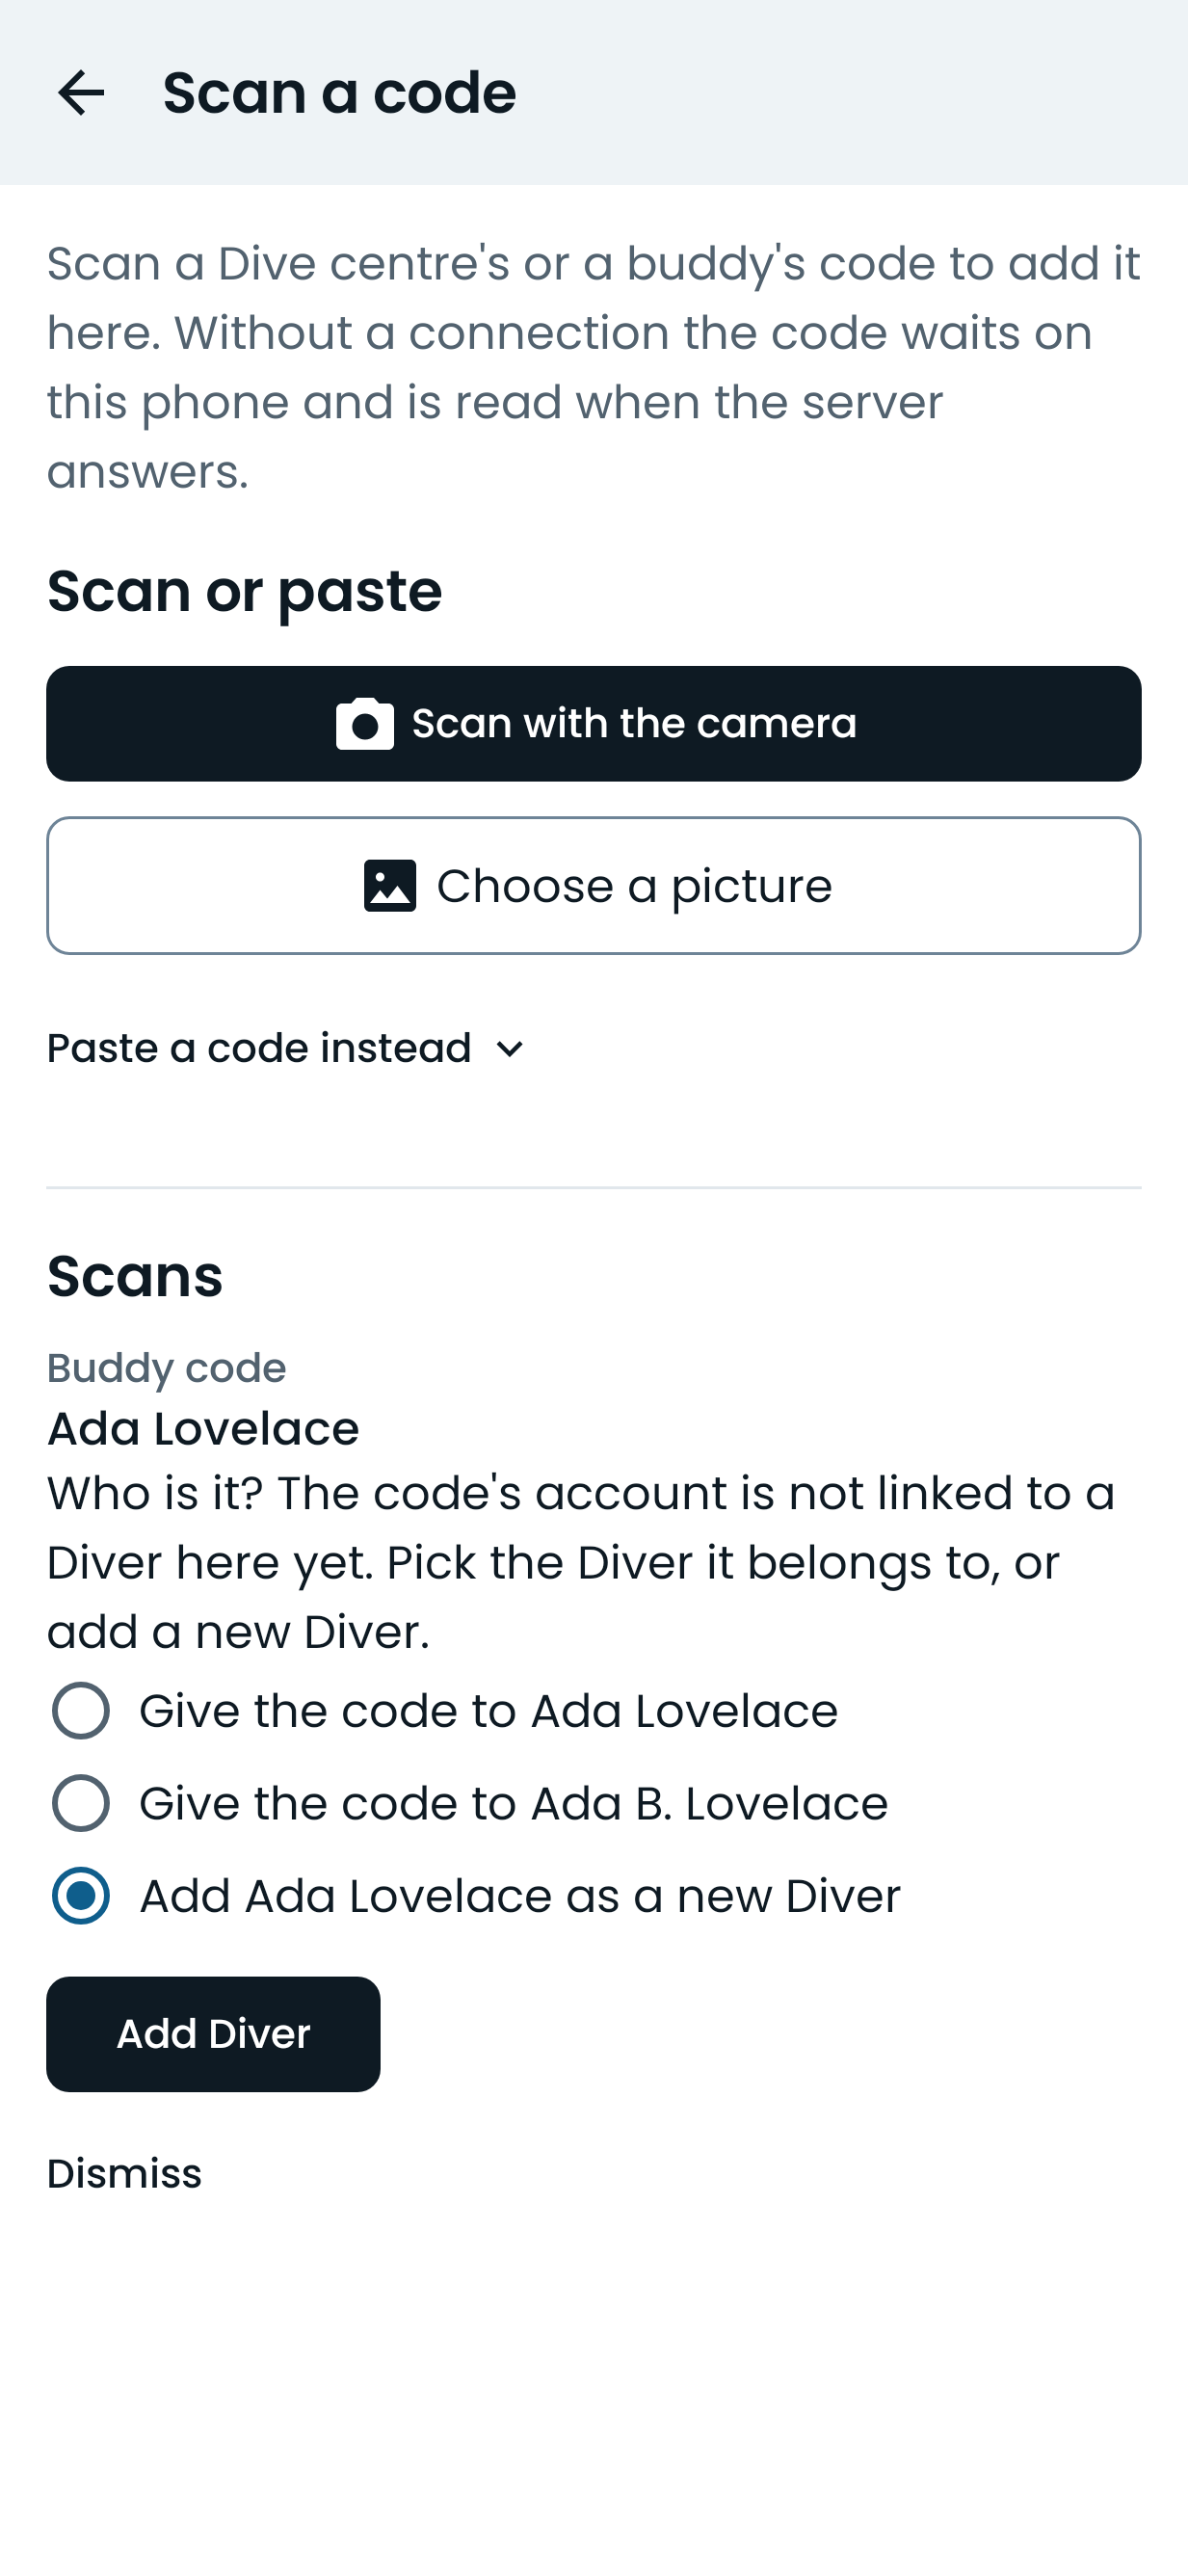 Scan a code
Scan a Dive centre's or a buddy's code to add it
here. Without a connection the code waits on
this phone and is read when the server
answers.
Scan or paste
Scan with the camera
Choose a picture
Paste a code instead
Scans
Buddy code
Ada Lovelace
Who is it? The code's account is not linked to a
Diver here yet. Pick the Diver it belongs to, or
add a new Diver.
Give the code to Ada Lovelace
Give the code to Ada B. Lovelace
Add Ada Lovelace as a new Diver
Add Diver
Dismiss